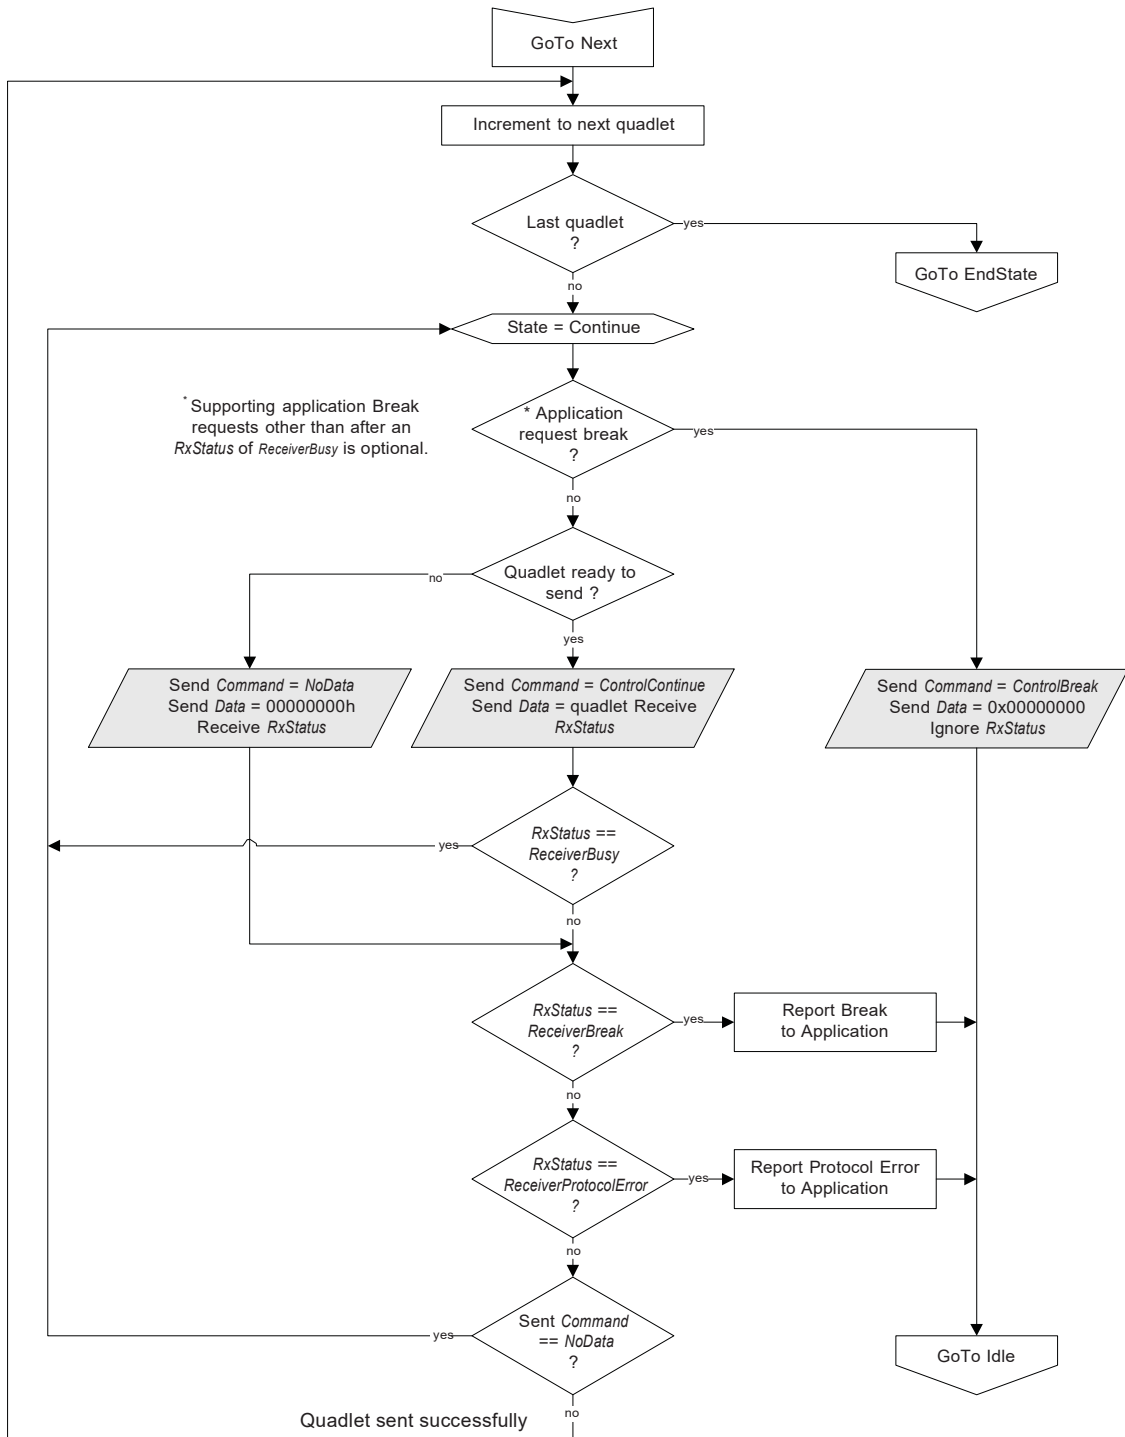 GoTo Next
Increment to next quadlet
Last quadlet
?
yes
GoTo EndState
no
State = Continue
* Supporting application Break
requests other than after an
RxStatus of ReceiverBusy is optional.
* Application
request break
?
yes
no
Quadlet ready to
send ?
no
yes
Send Command = NoData
Send Data = 00000000h
Receive RxStatus
Send Command = ControlContinue
Send Data = quadlet Receive
RxStatus
Send Command = ControlBreak
Send Data = 0x00000000
Ignore RxStatus
RxStatus ==
ReceiverBusy
?
yes
no
RxStatus ==
ReceiverBreak
?
yes
Report Break
to Application
no
RxStatus ==
ReceiverProtocolError
?
yes
Report Protocol Error
to Application
no
Sent Command
== NoData
?
yes
GoTo Idle
no
Quadlet sent successfully